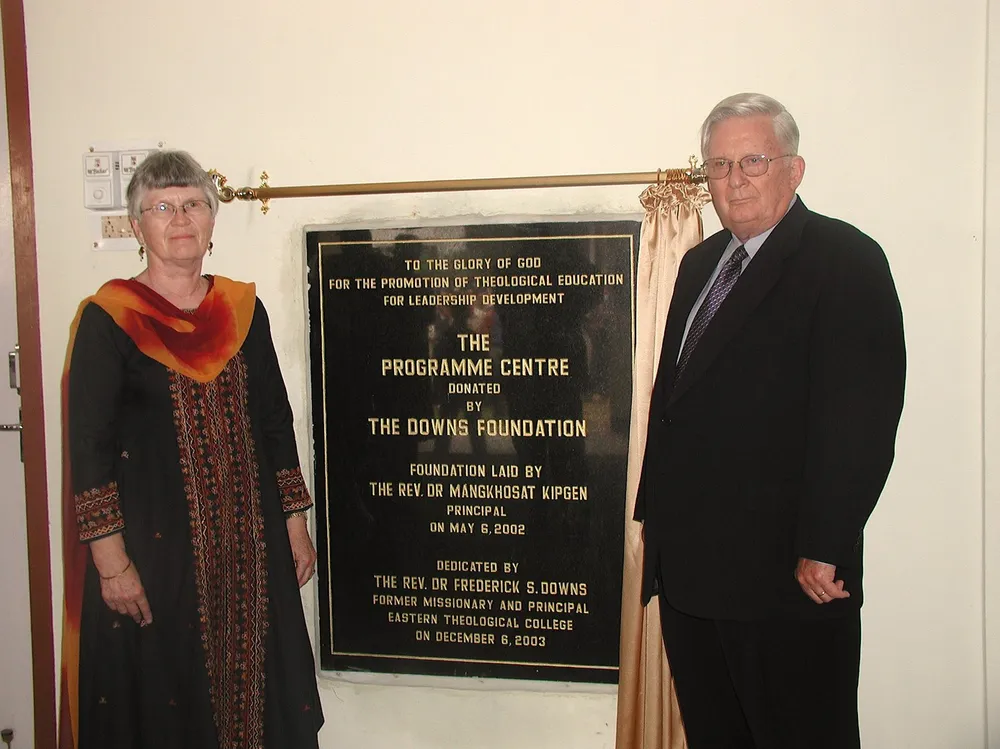 TO THE GLORY OF GOD
FOR THE PROMOTION OF THEOLOGICAL EDUCATION
FOR LEADERSHIP DEVELOPMENT
THE
PROGRAMME CENTRE
DONATED
BY
THE DOWNS FOUNDATION
FOUNDATION LAID BY
THE REV. DR MANGKHOSAT KIPGEN
PRINCIPAL
ON MAY 6, 2002
DEDICATED BY
THE REV. DR FREDERICK S. DOWNS
FORMER MISSIONARY AND PRINCIPAL
EASTERN THEOLOGICAL COLLEGE
ON DECEMBER 6, 2003